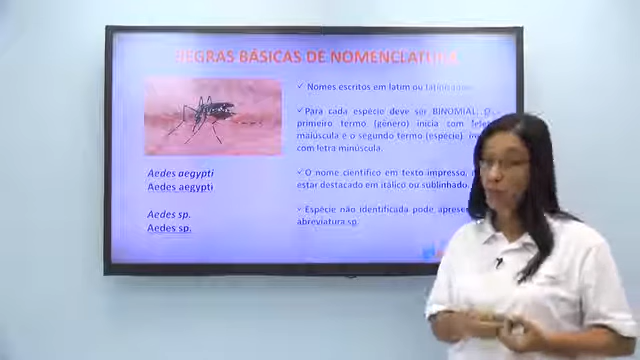 REGRAS BÁSICAS DE NOMENCLATURA
✓ Nomes escritos em latim ou latinizados.
✓ Para cada espécie deve ser BINOMIAL. O
primeiro termo (gênero) inicia com letra
maiúscula e o segundo termo (espécie)
com letra minúscula.
✓ O nome científico em texto impresso,
estar destacado em itálico ou sublinhado.
✓ Espécie não identificada pode
abreviatura sp.
Aedes aegypti
Aedes aegypti
Aedes sp.
Aedes sp.